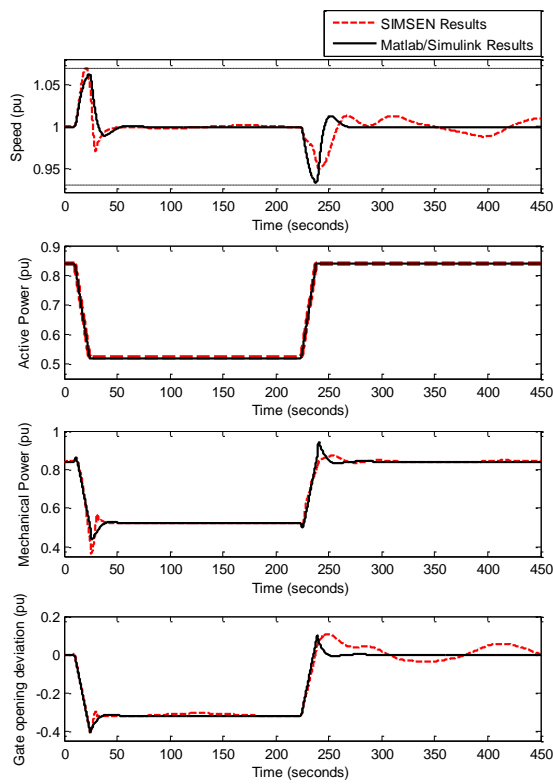 SIMSEN Results
Matlab/Simulink Results
Speed (pu)
1.05
1
0.95
0 50 100 150 200 250 300 350 400 450
Time (seconds)
Active Power (pu)
0.9
0.8
0.7
0.6
0.5
0 50 100 150 200 250 300 350 400 450
Time (seconds)
Mechanical Power (pu)
1
0.8
0.6
0.4
0 50 100 150 200 250 300 350 400 450
Time (seconds)
Gate opening deviation (pu)
0.2
0
-0.2
-0.4
0 50 100 150 200 250 300 350 400 450
Time (seconds)